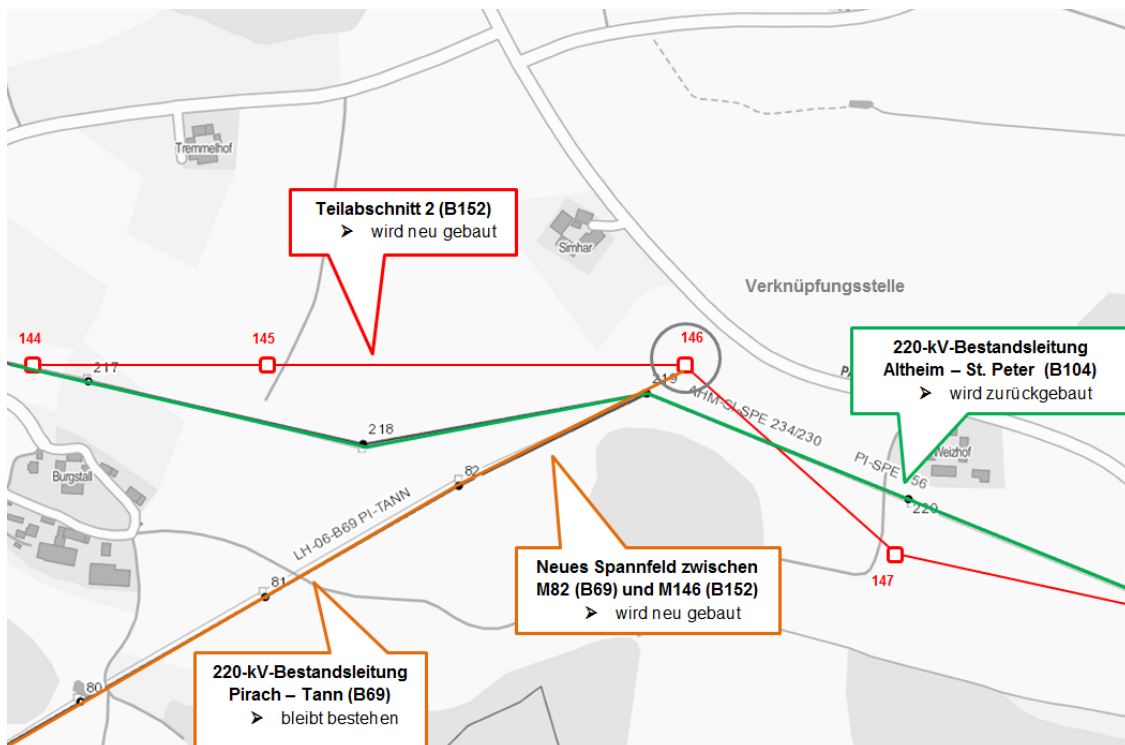 Tremmelhof
Teilabschnitt 2 (B152)
➤ wird neu gebaut
Simhar
Verknüpfungsstelle
144
145
146
217
219
220-kV-Bestandsleitung
Altheim – St. Peter (B104)
➤ wird zurückgebaut
AHM-SI-SPE 234/230
218
Weizhof
PI-SPE 256
Burgstall
82
220
LH-06-B69 PI-TANN
147
Neues Spannfeld zwischen
M82 (B69) und M146 (B152)
➤ wird neu gebaut
81
220-kV-Bestandsleitung
Pirach – Tann (B69)
➤ bleibt bestehen
80